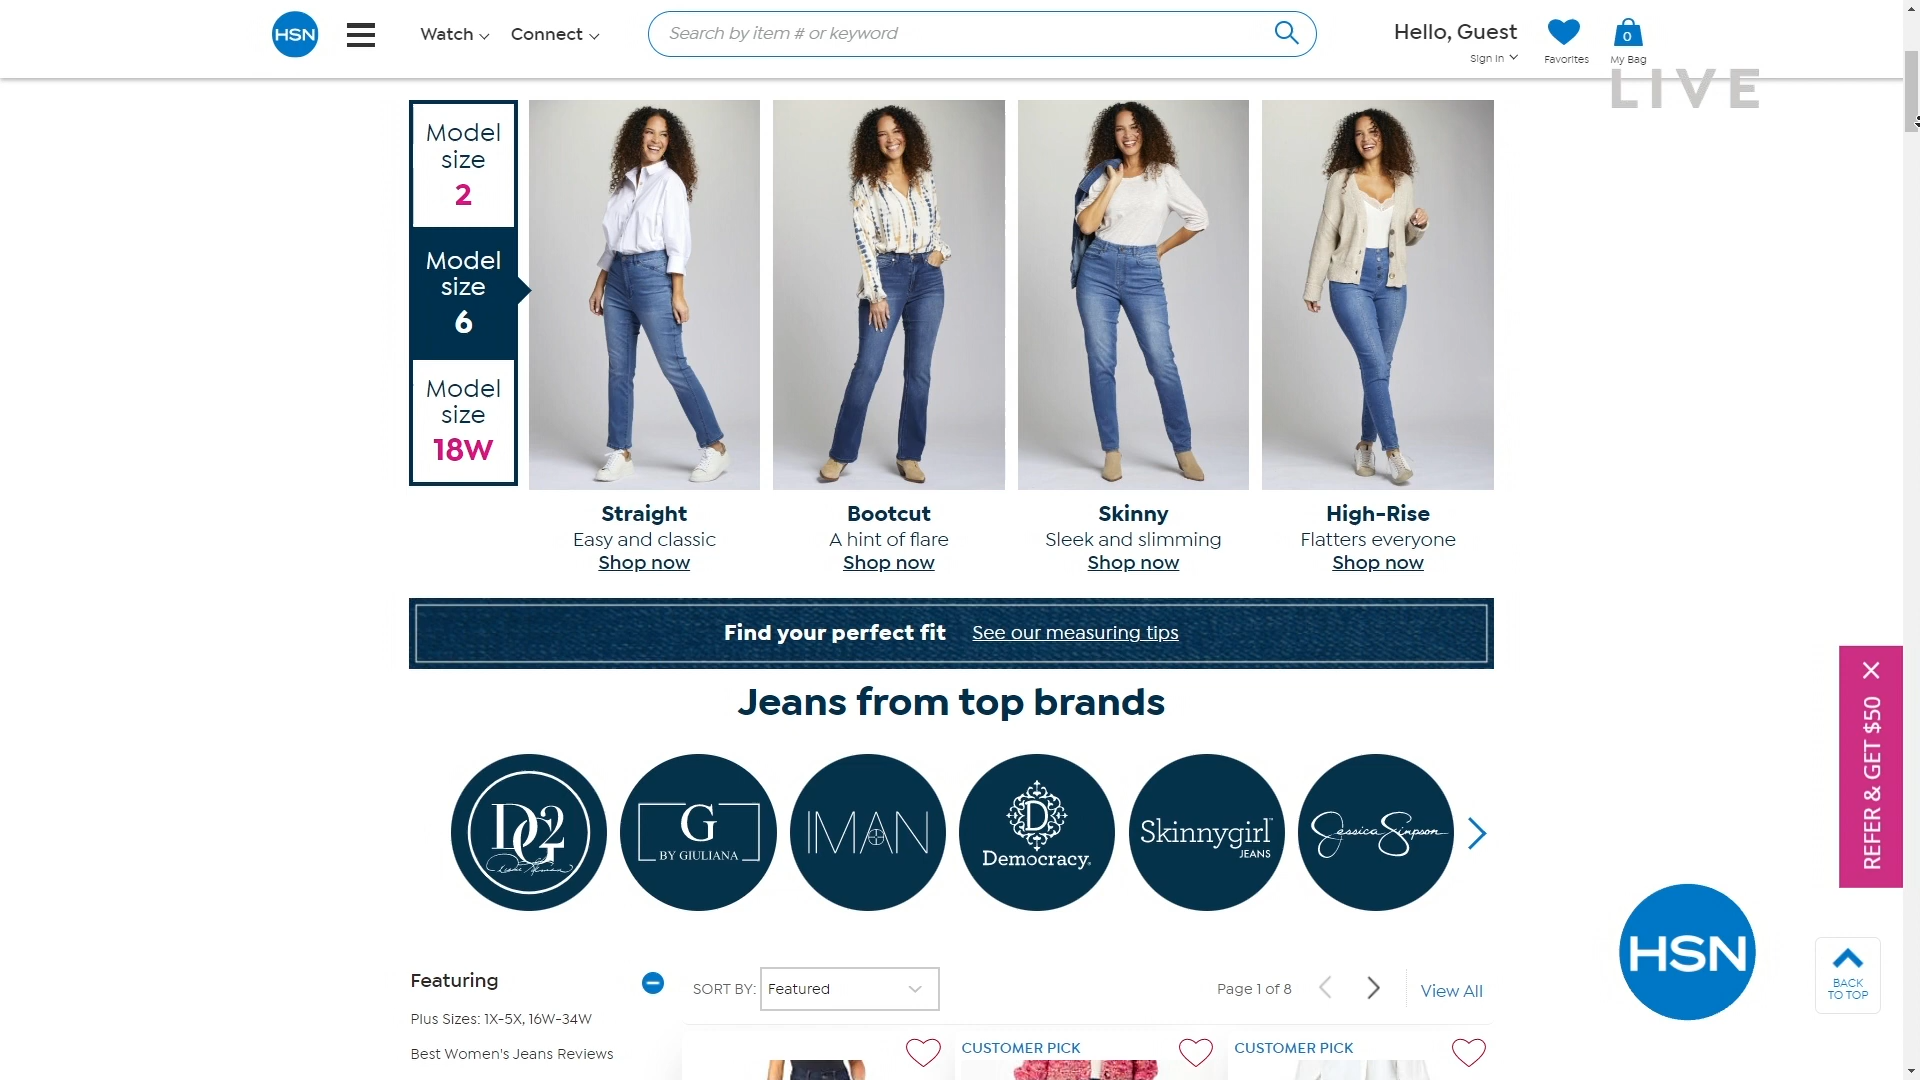 HSN
Watch
Connect
Search by item # or keyword
Hello, Guest
Sign In
Favorites
0
My Bag
LIVE
Model
size
2
Model
size
6
Model
size
18W
Straight
Easy and classic
Shop now
Bootcut
A hint of flare
Shop now
Skinny
Sleek and slimming
Shop now
High-Rise
Flatters everyone
Shop now
Find your perfect fit See our measuring tips
Jeans from top brands
DG2
G
BY GIULIANA
IMAN
D
Democracy.
Skinnygirl
JEANS
Jessica Simpson
REFER & GET $50
HSN
BACK
TO TOP
Featuring
Plus Sizes: 1X-5X, 16W-34W
Best Women's Jeans Reviews
SORT BY: Featured
Page 1 of 8
View All
CUSTOMER PICK
CUSTOMER PICK